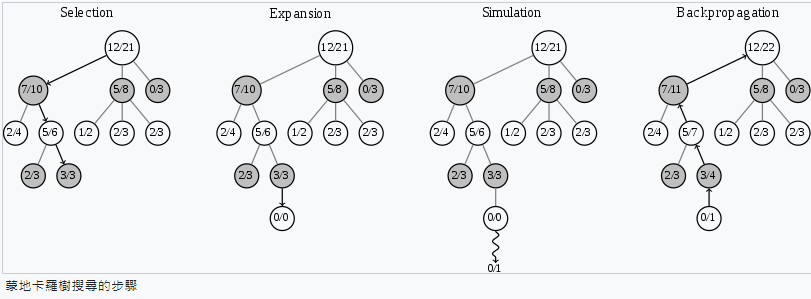 Selection Expansion Simulation Backpropagation
12/21 12/21 12/21 12/22
7/10 5/8 0/3 7/10 5/8 0/3 7/10 5/8 0/3 7/11 5/8 0/3
2/4 5/6 1/2 2/3 2/3 2/4 5/6 1/2 2/3 2/3 2/4 5/6 1/2 2/3 2/3 2/4 5/7 1/2 2/3 2/3
2/3 3/3 2/3 3/3 2/3 3/3 2/3 3/4
0/0 0/0 0/1
0/1
蒙地卡羅樹搜尋的步驟